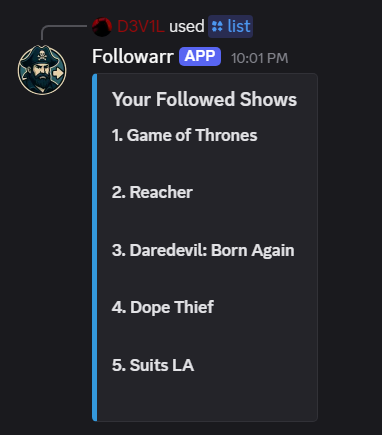 D3V1L used list
Followarr APP 10:01 PM
Your Followed Shows
1. Game of Thrones
2. Reacher
3. Daredevil: Born Again
4. Dope Thief
5. Suits LA